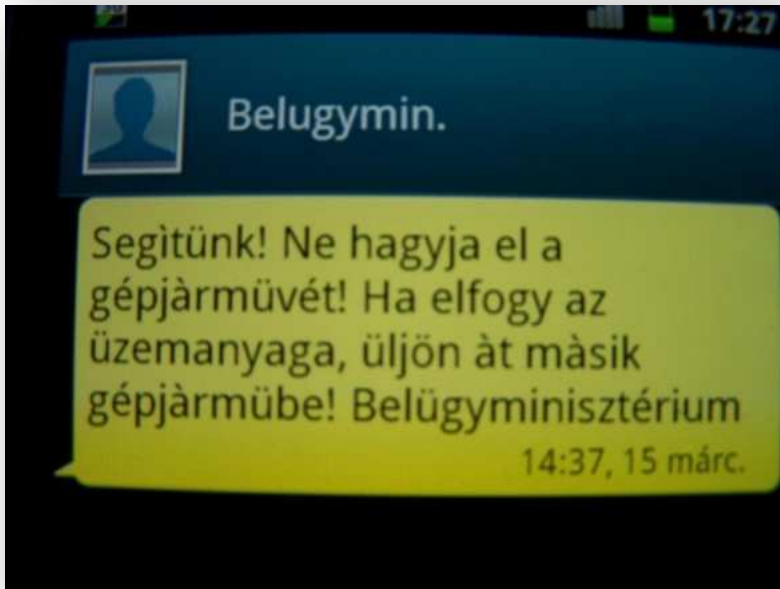 17:27
Belugymin.
Segìtünk! Ne hagyja el a
gépjàrmüvét! Ha elfogy az
üzemanyaga, üljön àt màsik
gépjàrmübe! Belügyminisztérium
14:37, 15 márc.